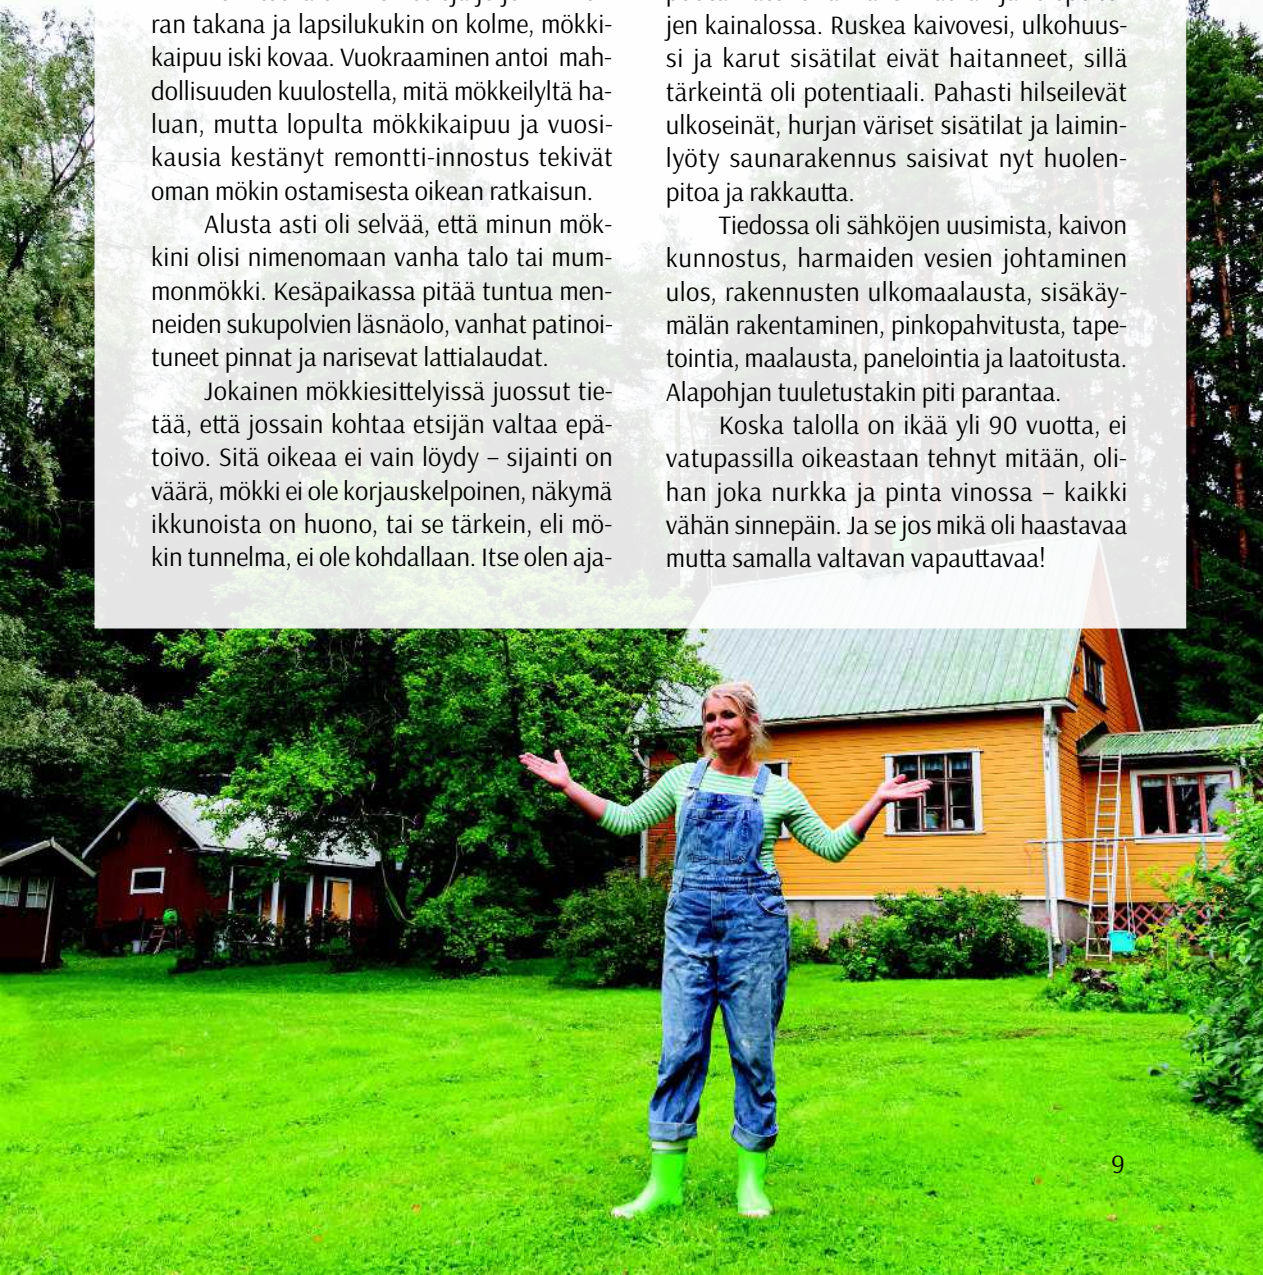 ran takana ja lapsilukukin on kolme, mökki-
kaipuu iski kovaa. Vuokraaminen antoi mah-
dollisuuden kuulostella, mitä mökkeilyltä ha-
luan, mutta lopulta mökkikaipuu ja vuosi-
kausia kestänyt remontti-innostus tekivät
oman mökin ostamisesta oikean ratkaisun.
Alusta asti oli selvää, että minun mök-
kini olisi nimenomaan vanha talo tai mum-
monmökki. Kesäpaikassa pitää tuntua men-
neiden sukupolvien läsnäolo, vanhat patinoi-
tuneet pinnat ja narisevat lattialaudat.
Jokainen mökkiesittelyissä juossut tie-
tää, että jossain kohtaa etsijän valtaa epä-
toivo. Sitä oikeaa ei vain löydy – sijainti on
väärä, mökki ei ole korjauskelpoinen, näkymä
ikkunoista on huono, tai se tärkein, eli mö-
kin tunnelma, ei ole kohdallaan. Itse olen aja-
jen kainalossa. Ruskea kaivovesi, ulkohuus-
si ja karut sisätilat eivät haitanneet, sillä
tärkeintä oli potentiaali. Pahasti hilseilevät
ulkoseinät, hurjan väriset sisätilat ja laimin-
lyöty saunarakennus saisivat nyt huolen-
pitoa ja rakkautta.
Tiedossa oli sähköjen uusimista, kaivon
kunnostus, harmaiden vesien johtaminen
ulos, rakennusten ulkomaalausta, sisäkäy-
mälän rakentaminen, pinkopahvitusta, tape-
tointia, maalausta, panelointia ja laatoitusta.
Alapohjan tuuletustakin piti parantaa.
Koska talolla on ikää yli 90 vuotta, ei
vatupassilla oikeastaan tehnyt mitään, oli-
han joka nurkka ja pinta vinossa – kaikki
vähän sinnepäin. Ja se jos mikä oli haastavaa
mutta samalla valtavan vapauttavaa!
9